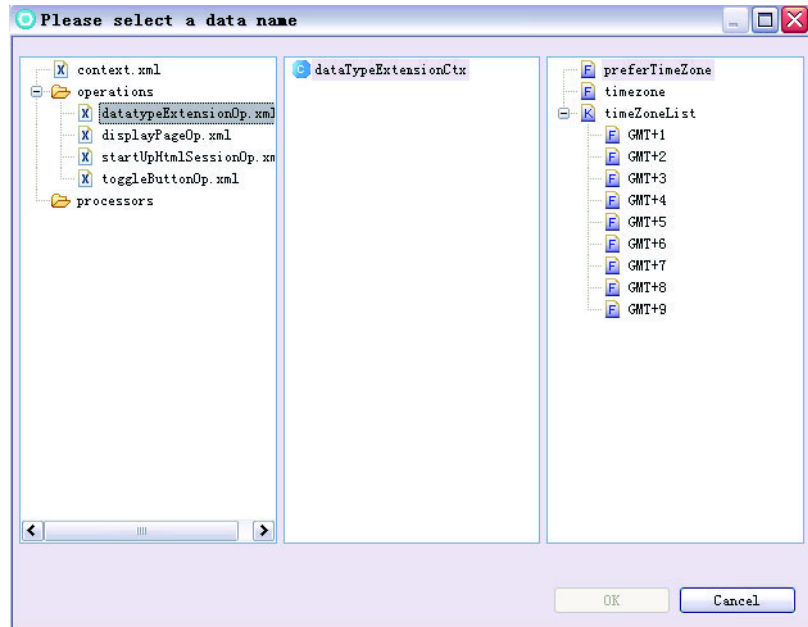 Please select a data name
context.xml
operations
datatypeExtensionOp.xml
displayPageOp.xml
startUpHtmlSessionOp.xm
toggleButtonOp.xml
processors
dataTypeExtensionCtx
preferTimeZone
timezone
timeZoneList
GMT+1
GMT+2
GMT+3
GMT+4
GMT+5
GMT+6
GMT+7
GMT+8
GMT+9
OK
Cancel